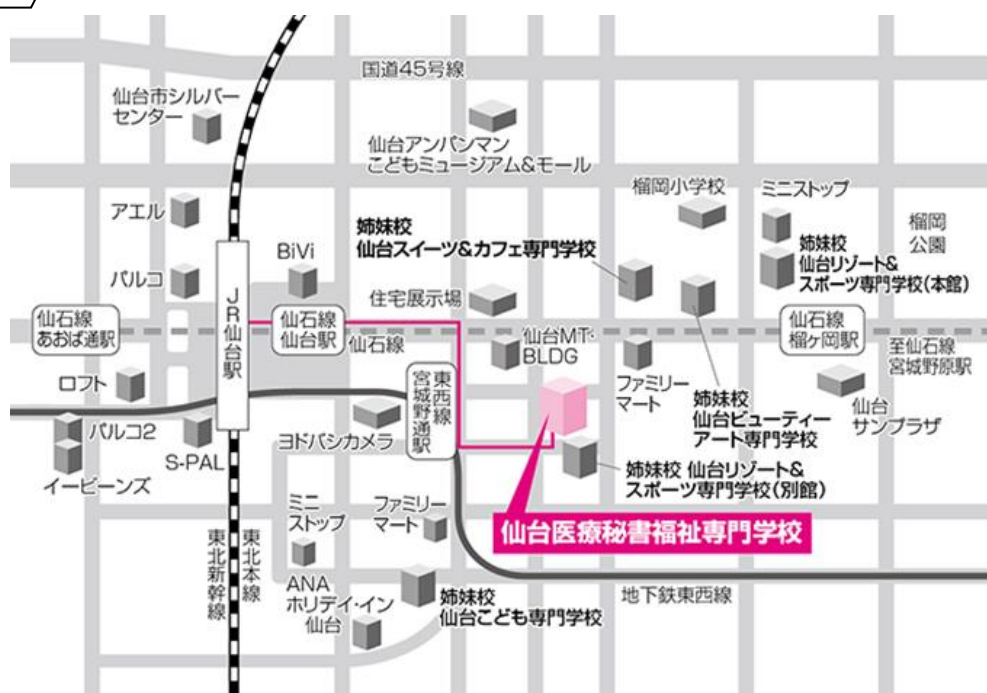 国道45号線
仙台市シルバー
センター
仙台アンパンマン
こどもミュージアム&モール
榴岡小学校
ミニストップ
アエル
姉妹校
仙台スイーツ&カフェ専門学校
榴岡
公園
姉妹校
仙台リゾート&
スポーツ専門学校(本館)
BiVi
パルコ
住宅展示場
JR仙台駅
仙石線
あおば通駅
仙石線
仙台駅
仙石線
仙台MT・
BLDG
仙石線
榴ヶ岡駅
至仙石線
宮城野原駅
ロフト
東西線
宮城野通駅
ファミリー
マート
姉妹校
仙台ビューティー
アート専門学校
仙台
サンプラザ
パルコ2
S-PAL
ヨドバシカメラ
イービーンズ
姉妹校 仙台リゾート&
スポーツ専門学校(別館)
ミニ
ストップ
ファミリー
マート
仙台医療秘書福祉専門学校
東北本線
東北新幹線
ANA
ホリデイ・イン
仙台
姉妹校
仙台こども専門学校
地下鉄東西線